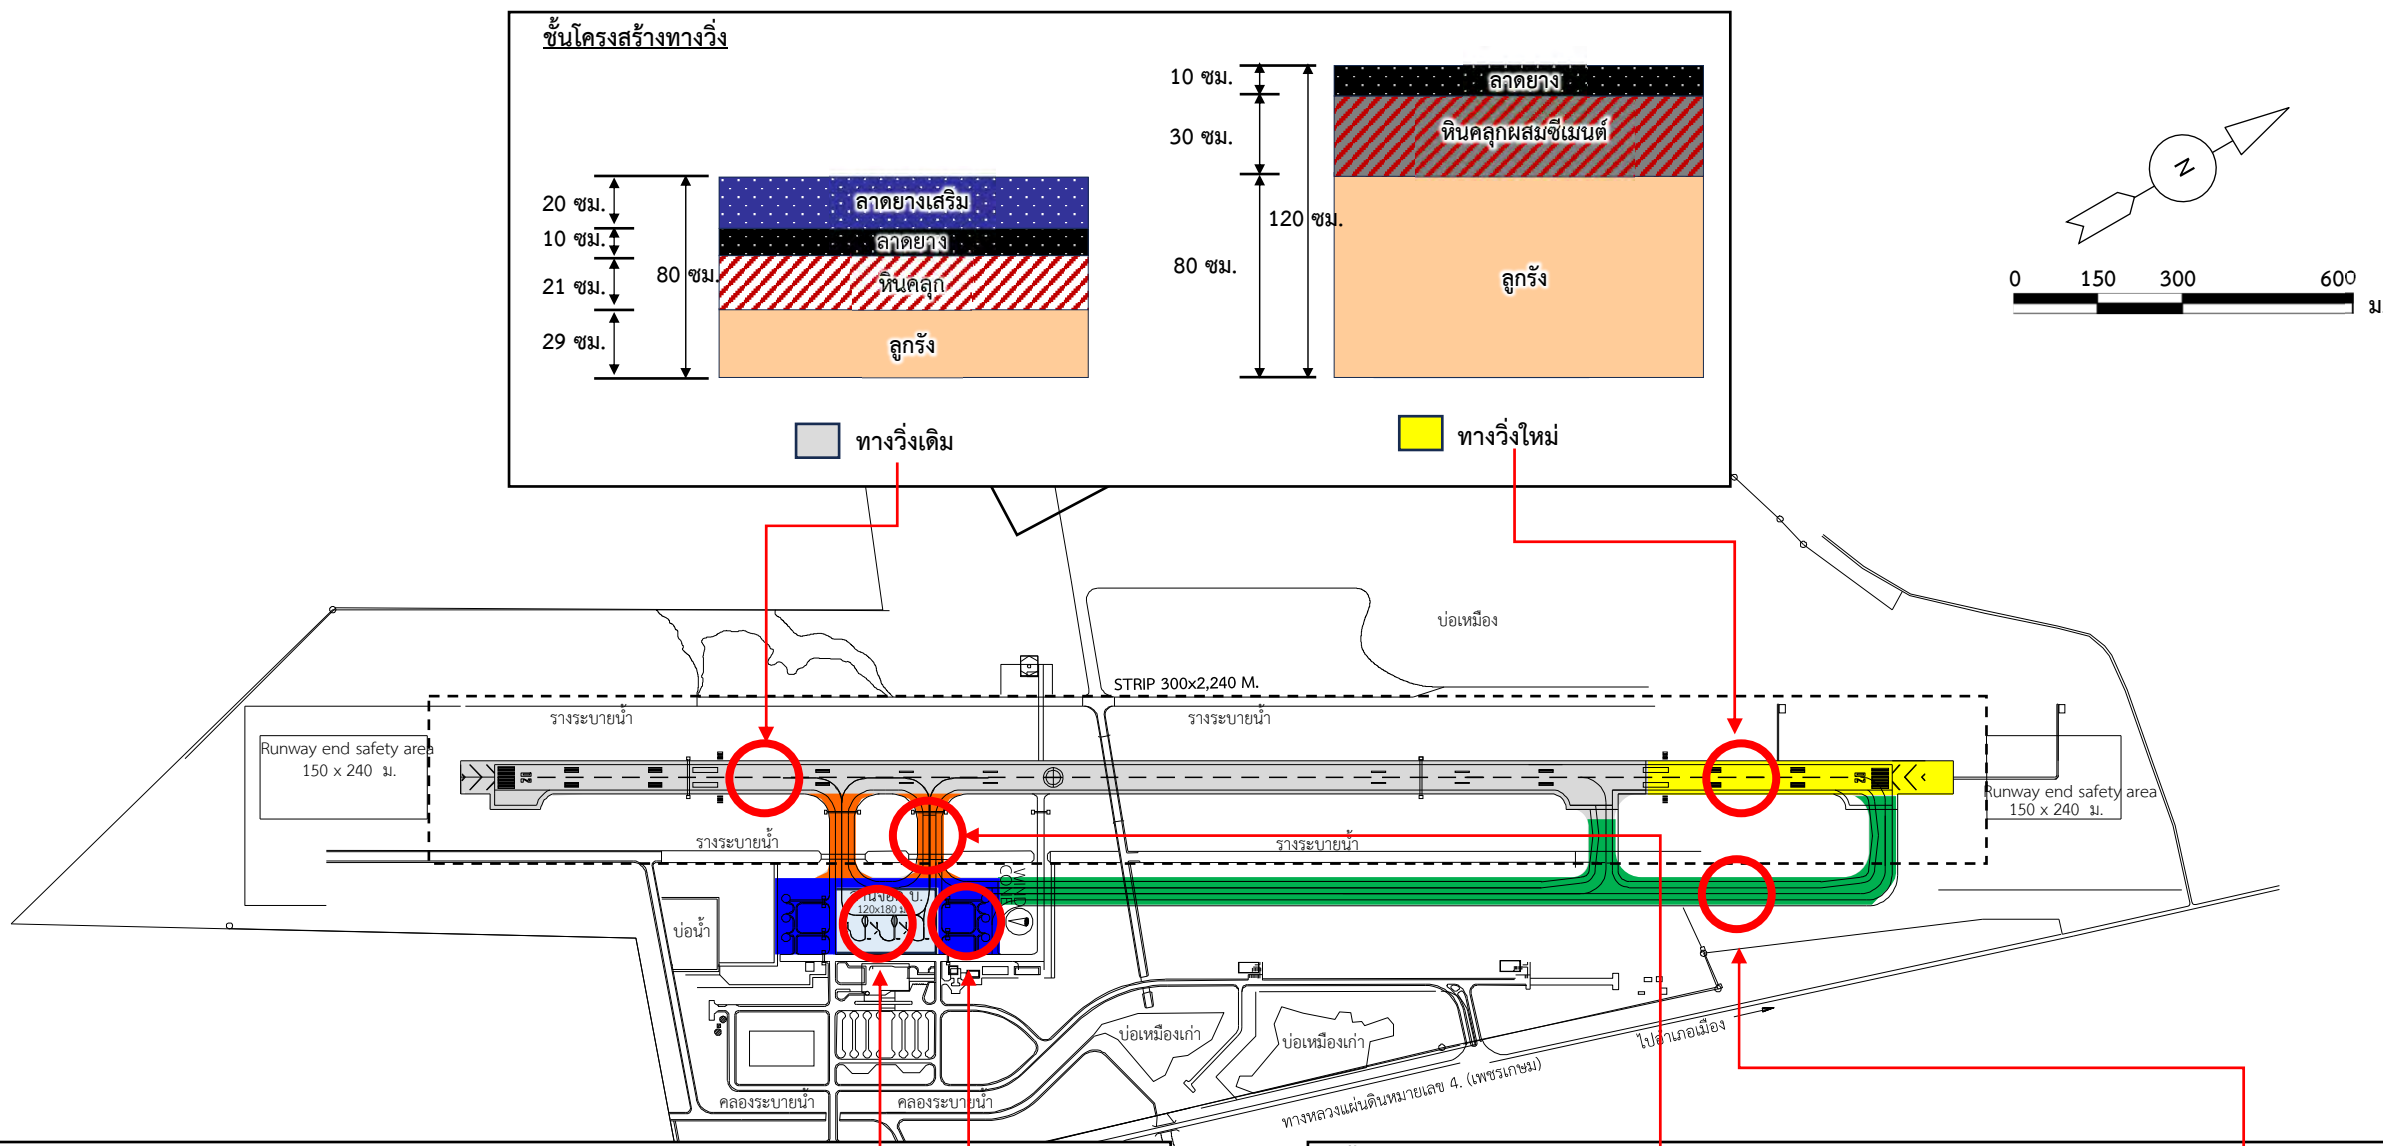 ชั้นโครงสร้างทางวิ่ง
20 ซม.
10 ซม.
21 ซม.
29 ซม.
80 ซม.
ลาดยางเสริม
ลาดยาง
หินคลุก
ลูกรัง
ทางวิ่งเดิม
10 ซม.
30 ซม.
80 ซม.
120 ซม.
ลาดยาง
หินคลุกผสมซีเมนต์
ลูกรัง
ทางวิ่งใหม่
N
0 150 300 600
ม
บ่อเหมือง
STRIP 300x2,240 M.
รางระบายน้ำ
รางระบายน้ำ
Runway end safety area
150 x 240 ม.
Runway end safety area
150 x 240 ม.
รางระบายน้ำ
รางระบายน้ำ
WIND
CONE
120x180 ม
บ่อน้ำ
บ่อเหมืองเก่า
บ่อเหมืองเก่า
ไปอำเภอเมือง
ทางหลวงแผ่นดินหมายเลข 4. (เพชรเกษม)
คลองระบายน้ำ
คลองระบายน้ำ